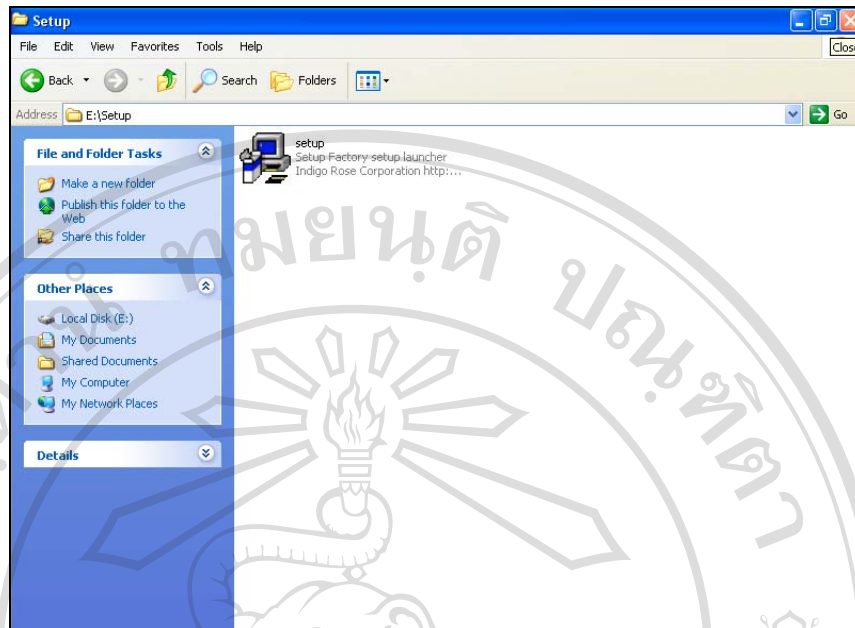 Setup
File Edit View Favorites Tools Help
Close
Back Search Folders
Address E:\Setup Go
File and Folder Tasks
Make a new folder
Publish this folder to the
Web
Share this folder
Other Places
Local Disk (E:)
My Documents
Shared Documents
My Computer
My Network Places
Details
setup
Setup Factory setup launcher
Indigo Rose Corporation http:...